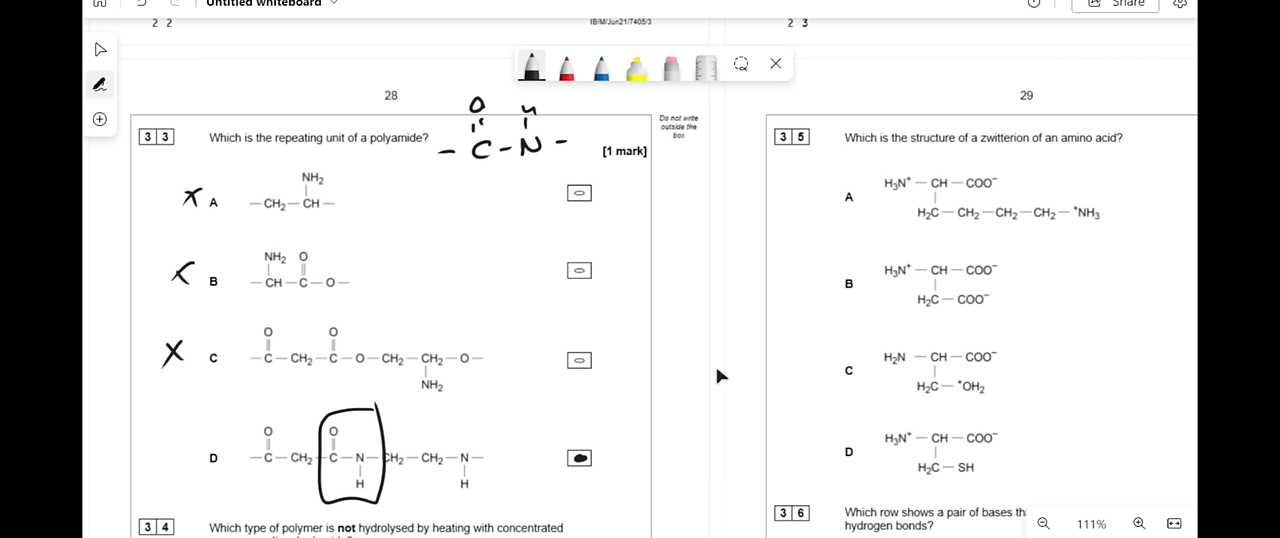 Untitled whiteboard
Share
2 2
IB/M/Jun21/7405/3
2 3
28
3 3
Which is the repeating unit of a polyamide?
[1 mark]
Do not write
outside the
box
O H
- C - N -
A
NH2
— CH2 — CH —
B
NH2 O
— CH — C — O —
C
O O
— C — CH2 — C — O — CH2 — CH2 — O —
NH2
D
O O
— C — CH2 — C — N — CH2 — CH2 — N —
H H
3 4
Which type of polymer is not hydrolysed by heating with concentrated
29
3 5
Which is the structure of a zwitterion of an amino acid?
A
H3N+ — CH — COO−
H2C — CH2 — CH2 — CH2 — +NH3
B
H3N+ — CH — COO−
H2C — COO−
C
H2N — CH — COO−
H2C — +OH2
D
H3N+ — CH — COO−
H2C — SH
3 6
Which row shows a pair of bases th
hydrogen bonds?
111%